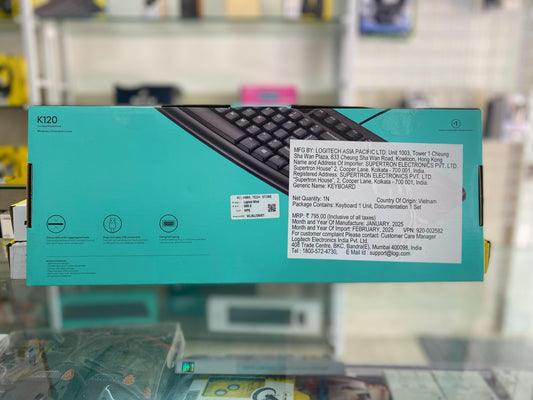 K120
MFG BY: LOGITECH ASIA PACIFIC LTD; Unit 1003, Tower 1 Cheung
Sha Wan Plaza, 833 Cheung Sha Wan Road, Kowloon, Hong Kong
Name and Address Of Importer: SUPERTRON ELECTRONICS PVT. LTD.
"Supertron House" 2, Cooper Lane, Kolkata - 700 001, India.
Registered Address: SUPERTRON ELECTRONICS PVT. LTD.
"Supertron House" 2, Cooper Lane, Kolkata - 700 001, India
Generic Name: KEYBOARD
Net Quantity: 1N Country Of Origin: Vietnam
Package Contains: Keyboard 1 Unit, Documentation 1 Set
MRP: ₹ 795.00 (Inclusive of all taxes)
Month and Year Of Manufacture: JANUARY, 2025
Month and Year Of Import: FEBRUARY, 2025 VPN: 920-002582
For customer complaint Please contact: Customer Care Manager
Logitech Electronics India Pvt. Ltd.
408 Trade Centre, BKC, Bandra(E), Mumbai 400098, India
Tel : 1800-572-4730, E Mail Id : support@logi.com